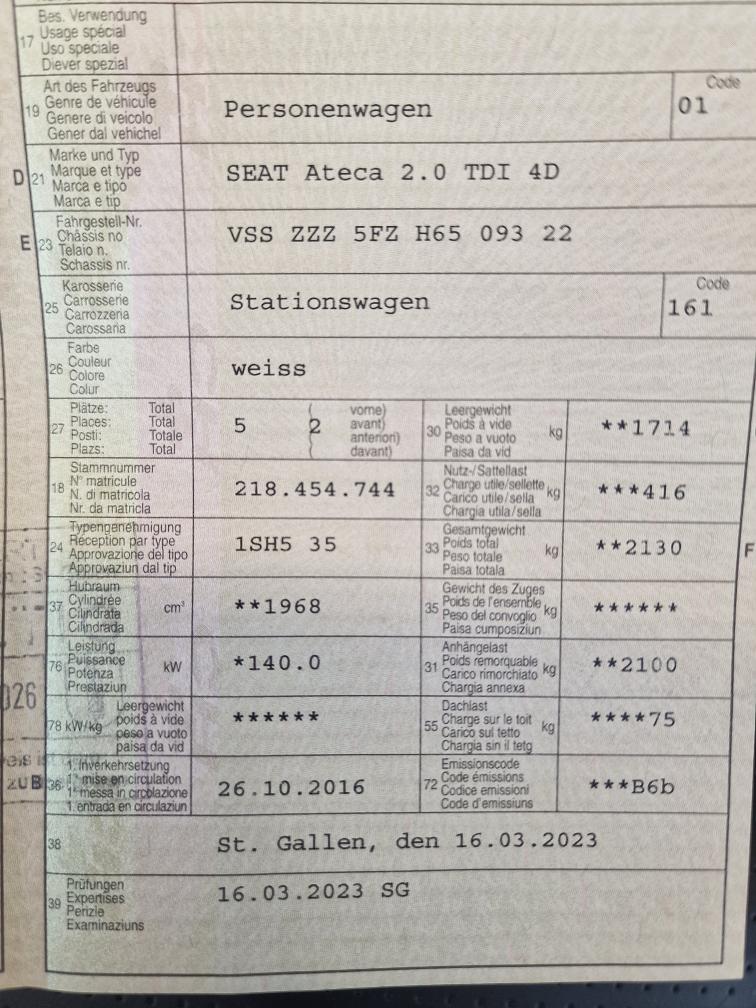 Bes. Verwendung
Usage spécial
17 Uso speciale
Diever spezial
Art des Fahrzeugs
19 Genre de véhicule
Genere di veicolo
Gener dal vehichel
Personenwagen
Code
01
D 21 Marke und Typ
Marque et type
Marca e tipo
Marca e tip
SEAT Ateca 2.0 TDI 4D
E 23 Fahrgestell-Nr.
Châssis no
Telaio n.
Schassis nr.
VSS ZZZ 5FZ H65 093 22
Karosserie
25 Carrosserie
Carrozzeria
Carossaria
Stationswagen
Code
161
Farbe
26 Couleur
Colore
Colur
weiss
Plätze: Total
27 Places: Total
Posti: Totale
Plazs: Total
5 ( 2 vorne)
avant)
anteriori)
davant)
Leergewicht
30 Poids à vide kg
Peso a vuoto
Paisa da vid
**1714
Stammnummer
18 N° matricule
N. di matricola
Nr. da matricla
218.454.744
Nutz-/Sattellast
32 Charge utile/sellette kg
Carico utile/sella
Chargia utila/sella
***416
Typengenehmigung
24 Réception par type
Approvazione del tipo
Approvaziun dal tip
1SH5 35
Gesamtgewicht
33 Poids total kg
Peso totale
Paisa totala
**2130
F
Hubraum
37 Cylindrée cm³
Cilindrata
Cilindrada
**1968
Gewicht des Zuges
35 Poids de l'ensemble kg
Peso del convoglio
Paisa cumposiziun
******
Leistung
76 Puissance kW
Potenza
Prestaziun
*140.0
Anhängelast
31 Poids remorquable kg
Carico rimorchiato
Chargia annexa
**2100
026
Leergewicht
78 kW/kg poids à vide
peso a vuoto
paisa da vid
******
Dachlast
55 Charge sur le toit kg
Carico sul tetto
Chargia sin il tetg
****75
1. Inverkehrsetzung
36 1re mise en circulation
1a messa in circolazione
1. entrada en circulaziun
26.10.2016
Emissionscode
72 Code émissions
Codice emissioni
Code d'emissiuns
***B6b
ZUB
38 St. Gallen, den 16.03.2023
Prüfungen
39 Expertises
Perizie
Examinaziuns
16.03.2023 SG